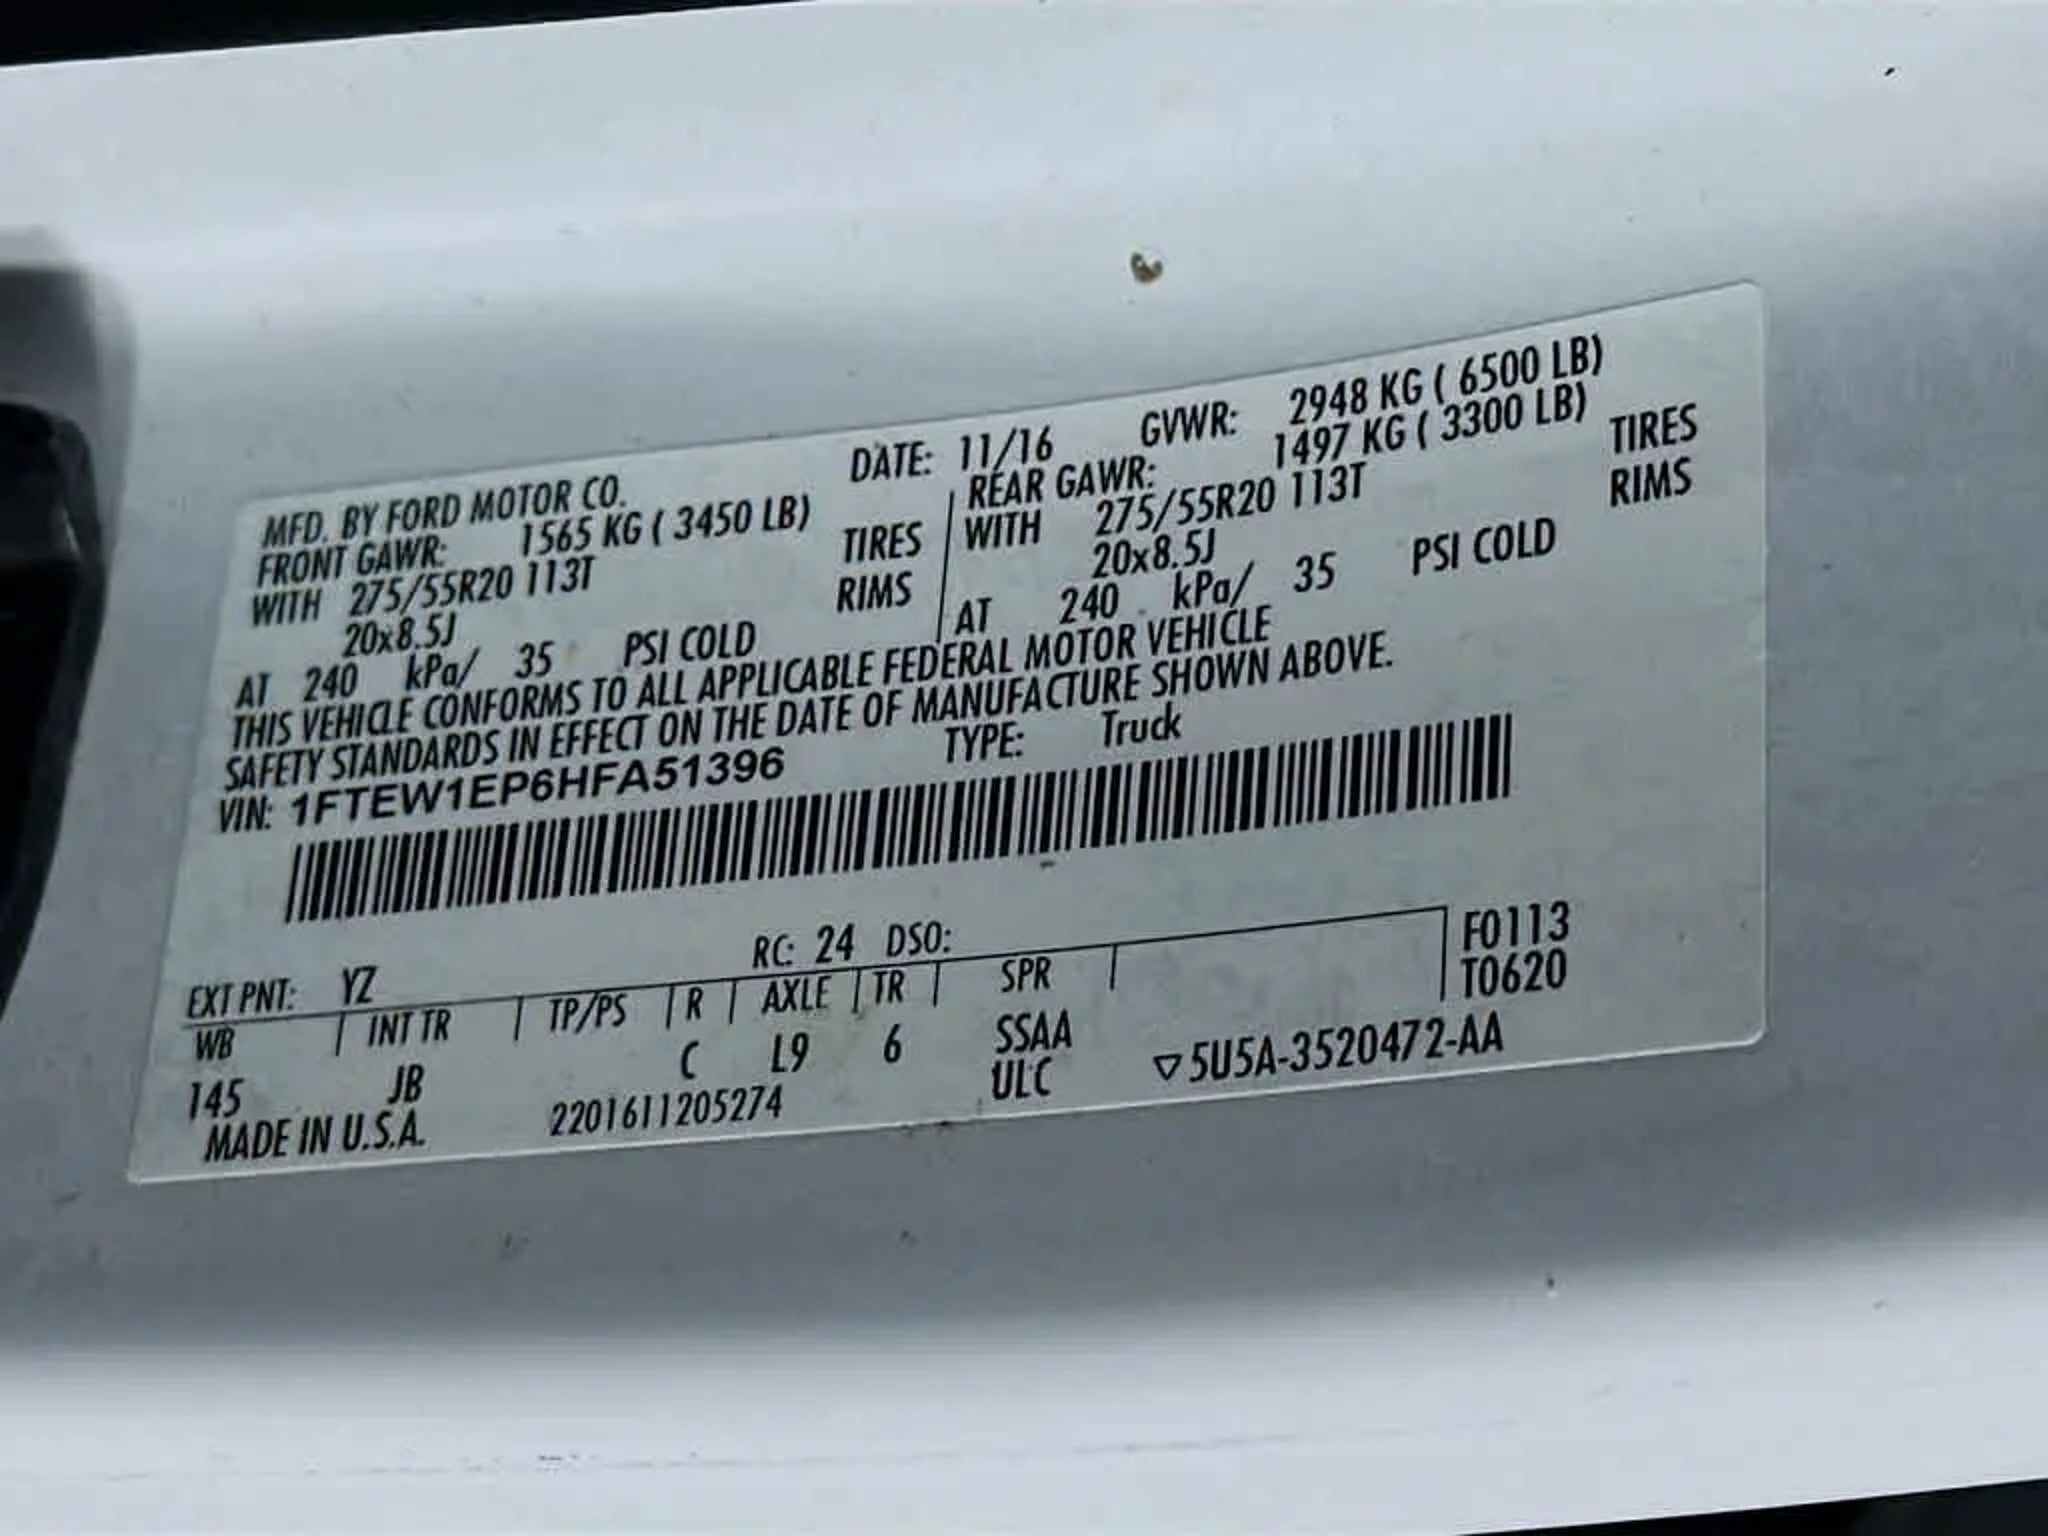 MFD. BY FORD MOTOR CO. DATE: 11/16 GVWR: 2948 KG ( 6500 LB)
FRONT GAWR: 1565 KG ( 3450 LB) REAR GAWR: 1497 KG ( 3300 LB)
WITH 275/55R20 113T TIRES WITH 275/55R20 113T TIRES
20x8.5J RIMS 20x8.5J RIMS
AT 240 kPa/ 35 PSI COLD AT 240 kPa/ 35 PSI COLD
THIS VEHICLE CONFORMS TO ALL APPLICABLE FEDERAL MOTOR VEHICLE
SAFETY STANDARDS IN EFFECT ON THE DATE OF MANUFACTURE SHOWN ABOVE.
VIN: 1FTEW1EP6HFA51396 TYPE: Truck
EXT PNT: YZ RC: 24 DSO: F0113
WB INT TR TP/PS R AXLE TR SPR T0620
145 JB C L9 6 SSAA
ULC ▽5U5A-3520472-AA
MADE IN U.S.A. 2201611205274